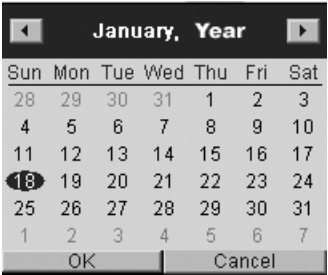 January, Year
Sun Mon Tue Wed Thu Fri Sat
28 29 30 31 1 2 3
4 5 6 7 8 9 10
11 12 13 14 15 16 17
18 19 20 21 22 23 24
25 26 27 28 29 30 31
1 2 3 4 5 6 7
OK Cancel